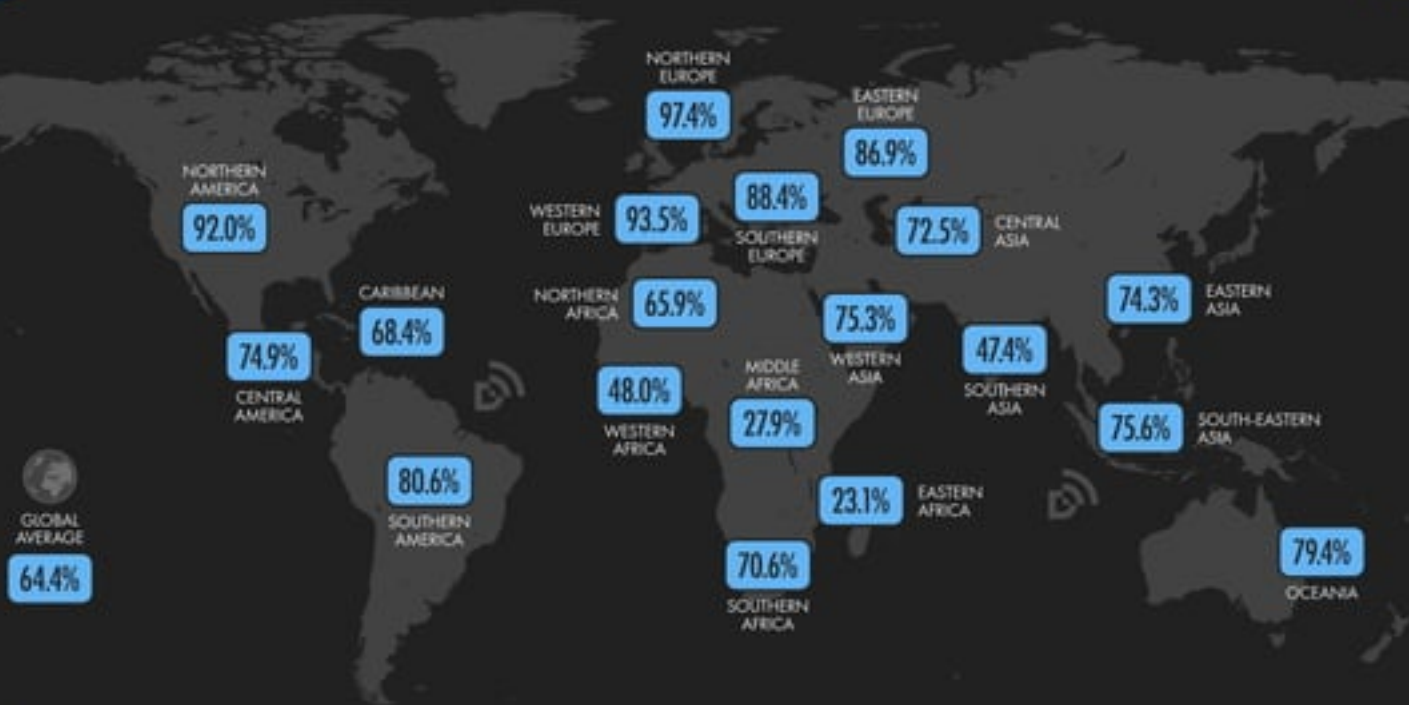 NORTHERN
EUROPE
97.4%
EASTERN
EUROPE
86.9%
NORTHERN
AMERICA
92.0%
WESTERN
EUROPE
93.5%
88.4%
SOUTHERN
EUROPE
72.5%
CENTRAL
ASIA
CARIBBEAN
68.4%
NORTHERN
AFRICA
65.9%
75.3%
WESTERN
ASIA
74.3%
EASTERN
ASIA
74.9%
CENTRAL
AMERICA
47.4%
SOUTHERN
ASIA
48.0%
WESTERN
AFRICA
MIDDLE
AFRICA
27.9%
75.6%
SOUTH-EASTERN
ASIA
80.6%
SOUTHERN
AMERICA
23.1%
EASTERN
AFRICA
GLOBAL
AVERAGE
64.4%
70.6%
SOUTHERN
AFRICA
79.4%
OCEANIA